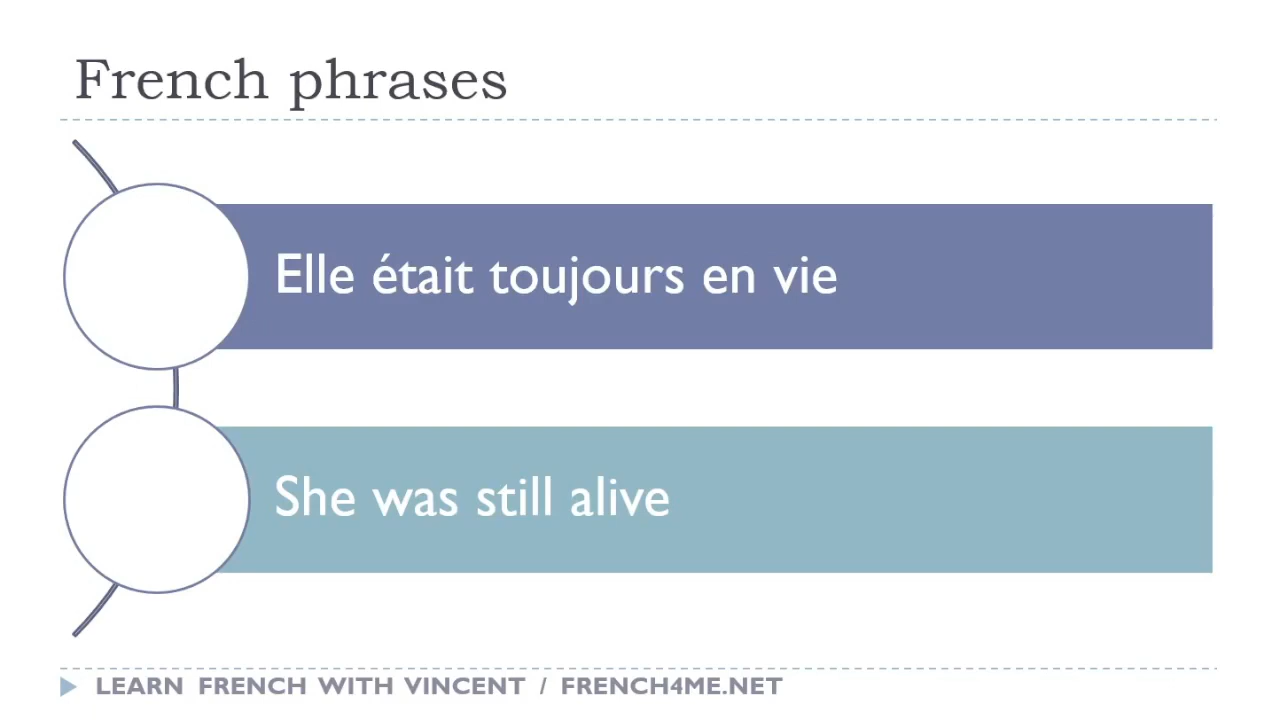 French phrases
Elle était toujours en vie
She was still alive
LEARN FRENCH WITH VINCENT / FRENCH4ME.NET